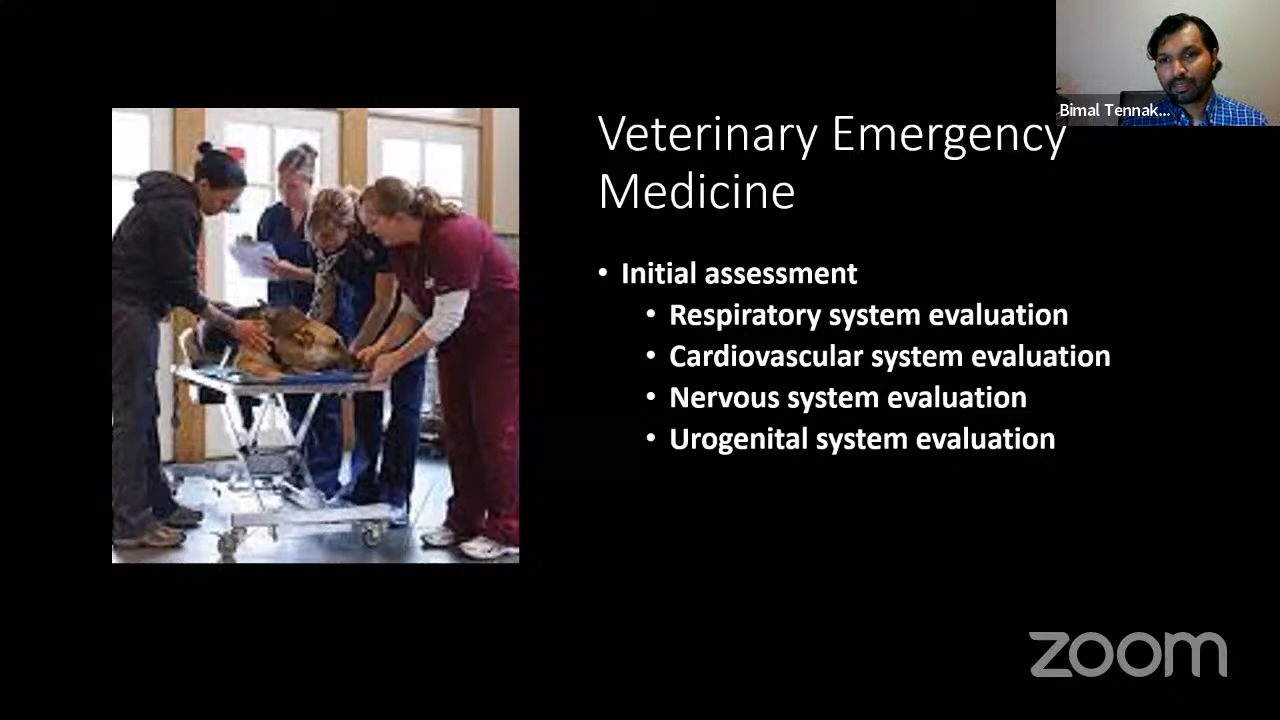 Bimal Tennak...
Veterinary Emergency
Medicine
• Initial assessment
• Respiratory system evaluation
• Cardiovascular system evaluation
• Nervous system evaluation
• Urogenital system evaluation
zoom